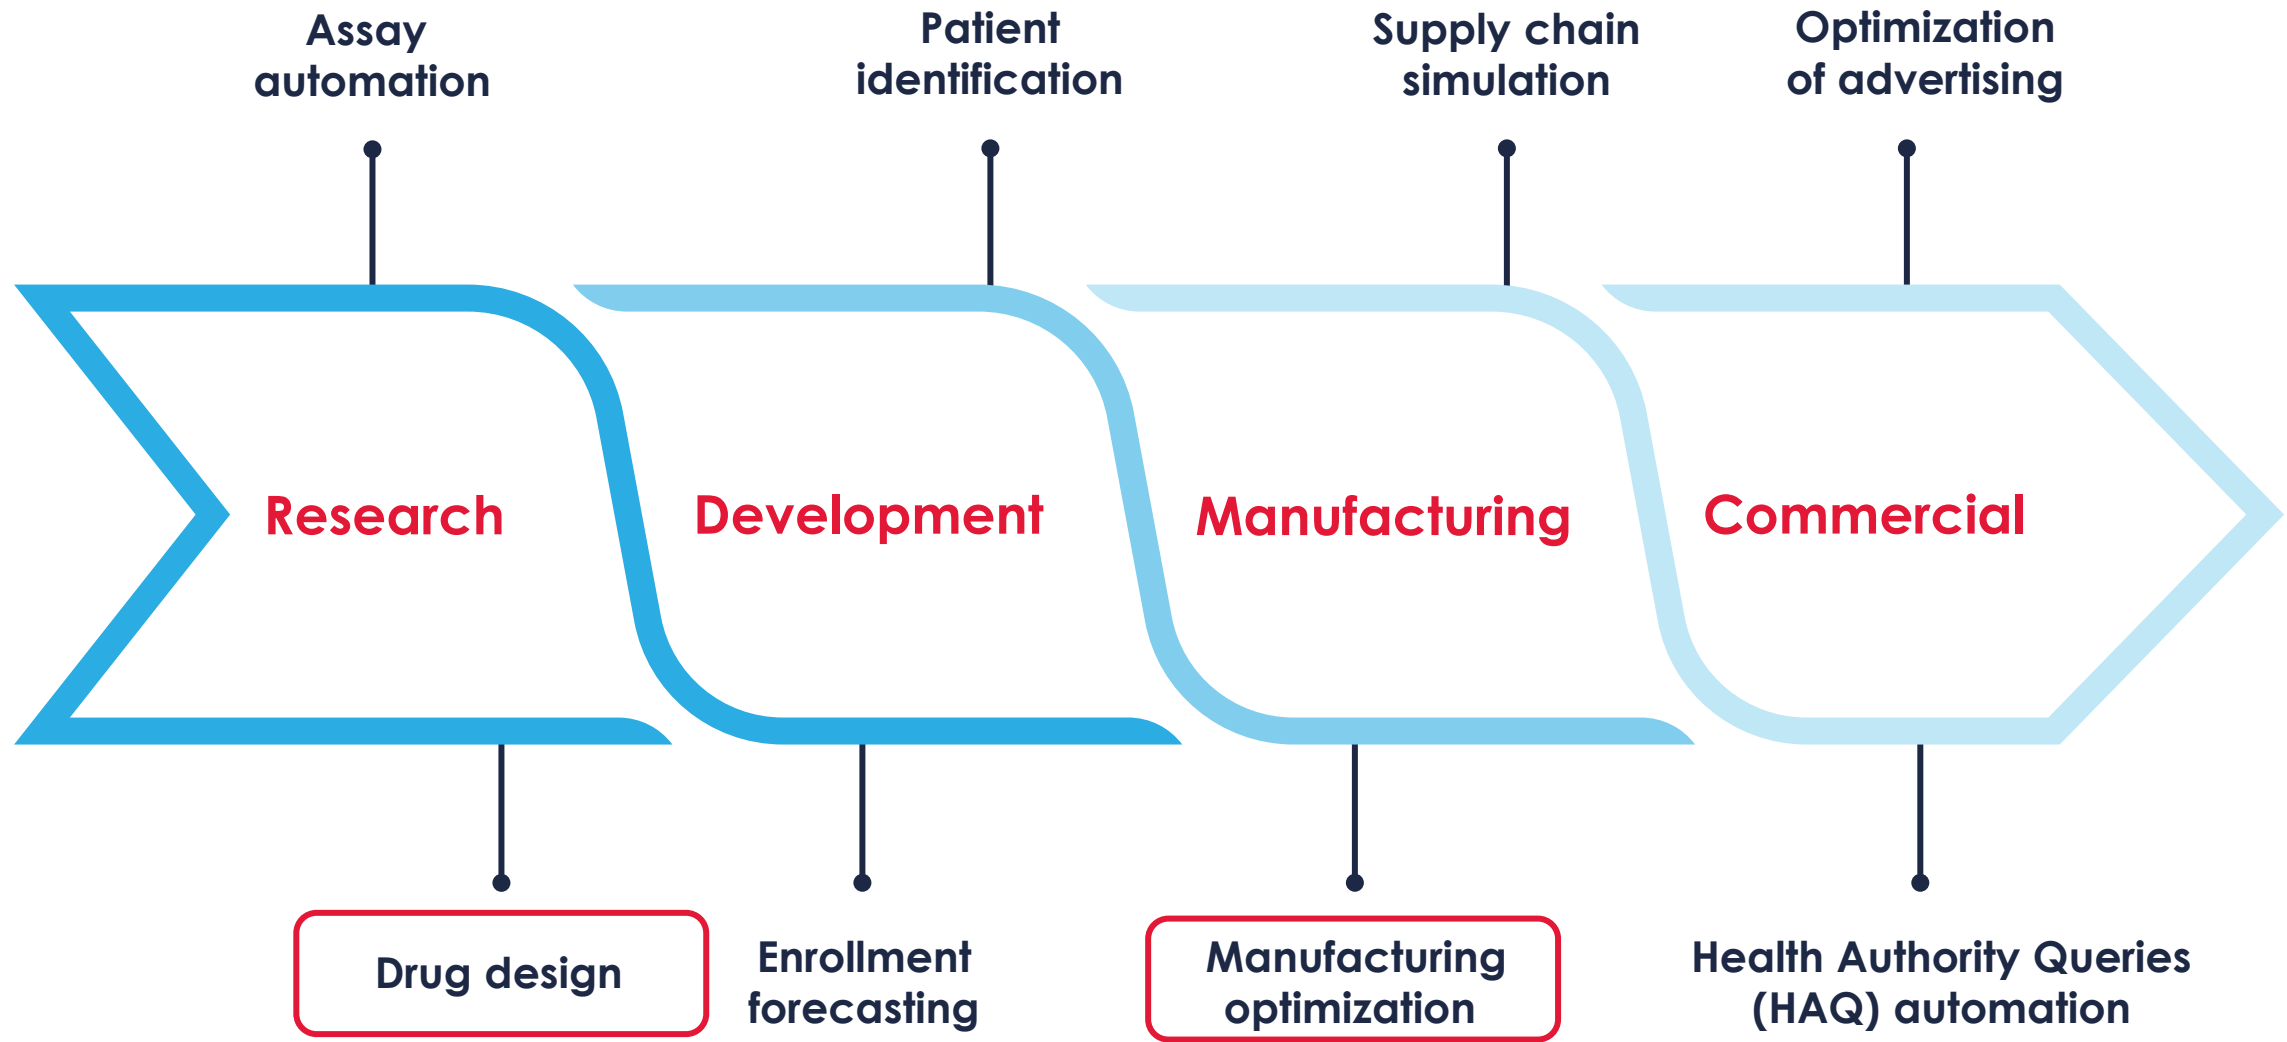 Assay
automation
Patient
identification
Supply chain
simulation
Optimization
of advertising
Research
Development
Manufacturing
Commercial
Drug design
Enrollment
forecasting
Manufacturing
optimization
Health Authority Queries
(HAQ) automation